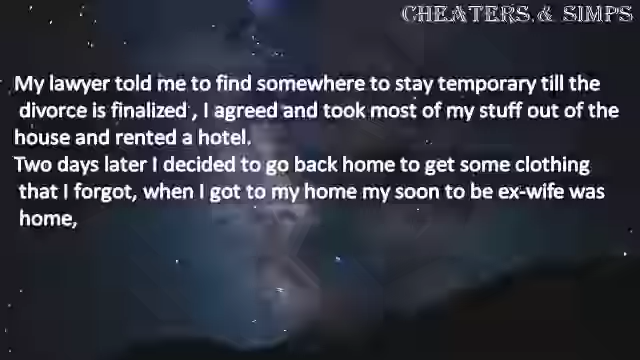 CHEATERS & SIMPS
My lawyer told me to find somewhere to stay temporary till the
divorce is finalized , I agreed and took most of my stuff out of the
house and rented a hotel.
Two days later I decided to go back home to get some clothing
that I forgot, when I got to my home my soon to be ex-wife was
home,